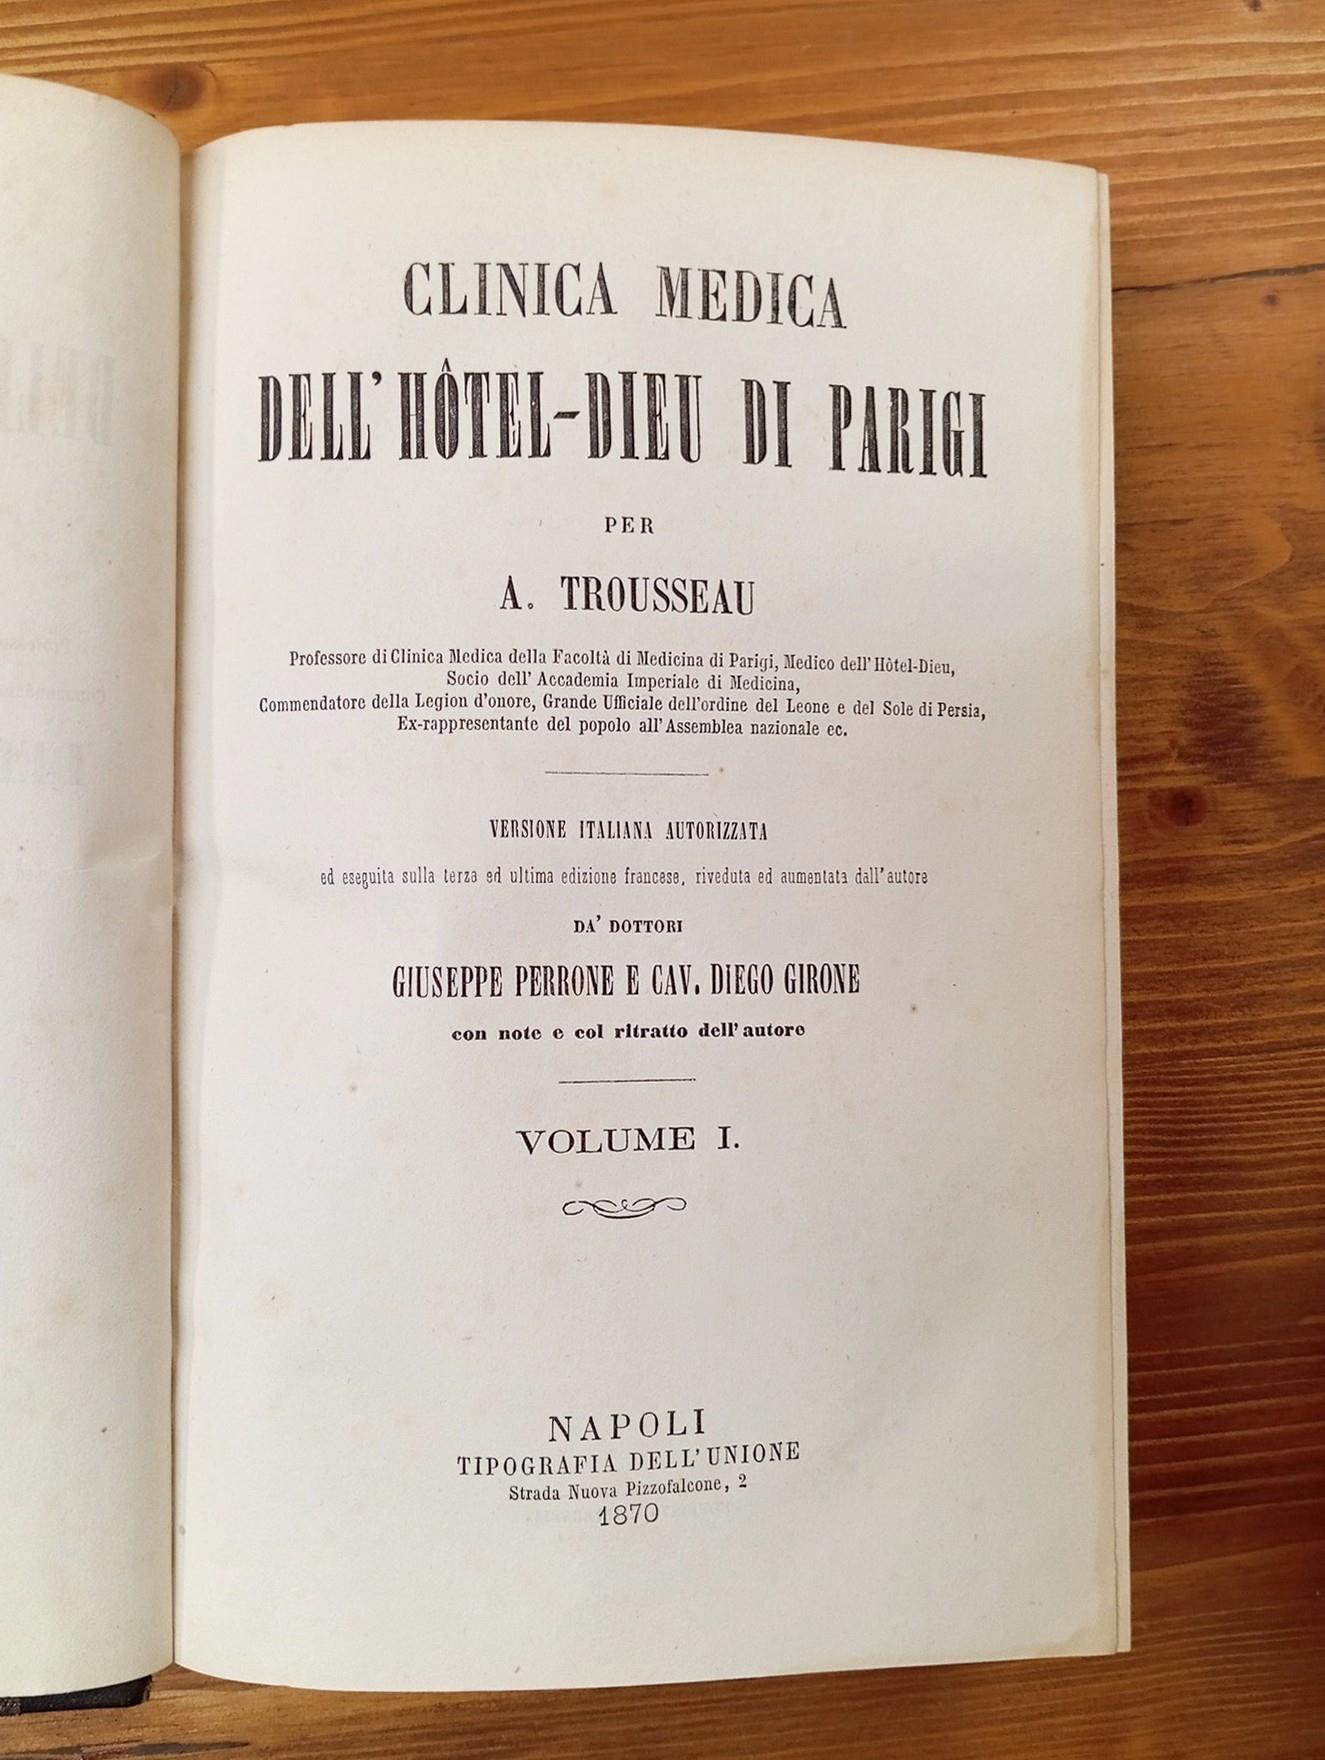 CLINICA MEDICA
DELL'HÔTEL-DIEU DI PARIGI
PER
A. TROUSSEAU
Professore di Clinica Medica della Facoltà di Medicina di Parigi, Medico dell'Hôtel-Dieu,
Socio dell' Accademia Imperiale di Medicina,
Commendatore della Legion d'onore, Grande Ufficiale dell'ordine del Leone e del Sole di Persia,
Ex-rappresentante del popolo all'Assemblea nazionale ec.
VERSIONE ITALIANA AUTORIZZATA
ed eseguita sulla terza ed ultima edizione francese, riveduta ed aumentata dall'autore
DA' DOTTORI
GIUSEPPE PERRONE E CAV. DIEGO GIRONE
con note e col ritratto dell'autore
VOLUME I.
NAPOLI
TIPOGRAFIA DELL'UNIONE
Strada Nuova Pizzofalcone, 2
1870